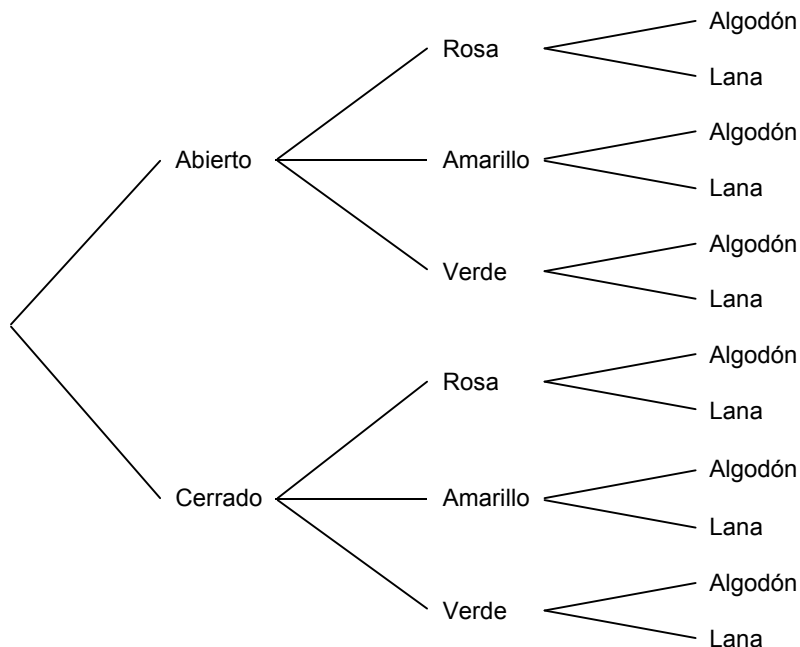 Algodón
Rosa
Lana
Algodón
Abierto
Amarillo
Lana
Algodón
Verde
Lana
Algodón
Rosa
Lana
Algodón
Cerrado
Amarillo
Lana
Algodón
Verde
Lana